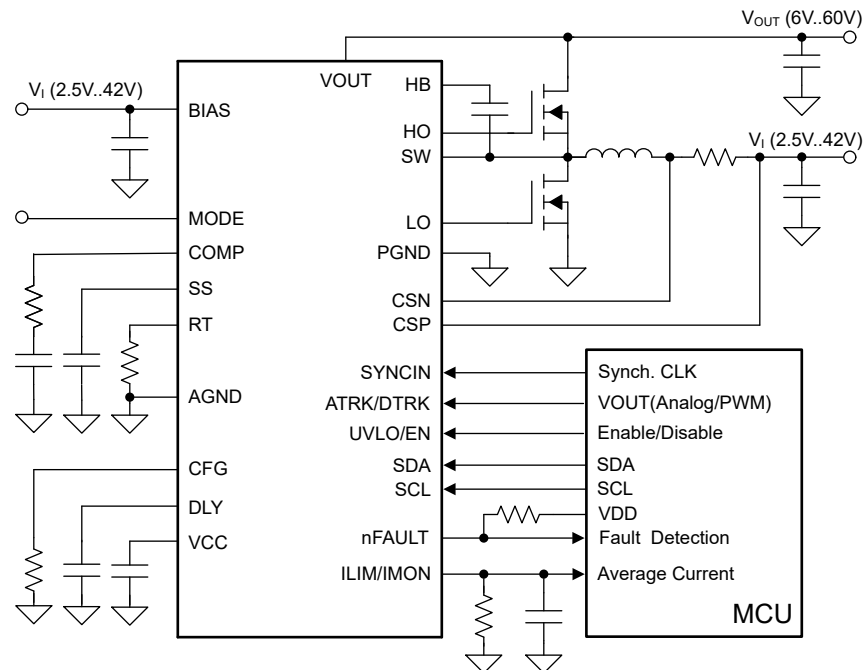 VOUT (6V..60V)
VOUT
HB
VI (2.5V..42V)
BIAS
HO
VI (2.5V..42V)
SW
MODE
LO
COMP
PGND
SS
CSN
RT
CSP
SYNCIN
Synch. CLK
AGND
ATRK/DTRK
VOUT(Analog/PWM)
UVLO/EN
Enable/Disable
CFG
SDA
SDA
SCL
SCL
DLY
VDD
VCC
nFAULT
Fault Detection
ILIM/IMON
Average Current
MCU